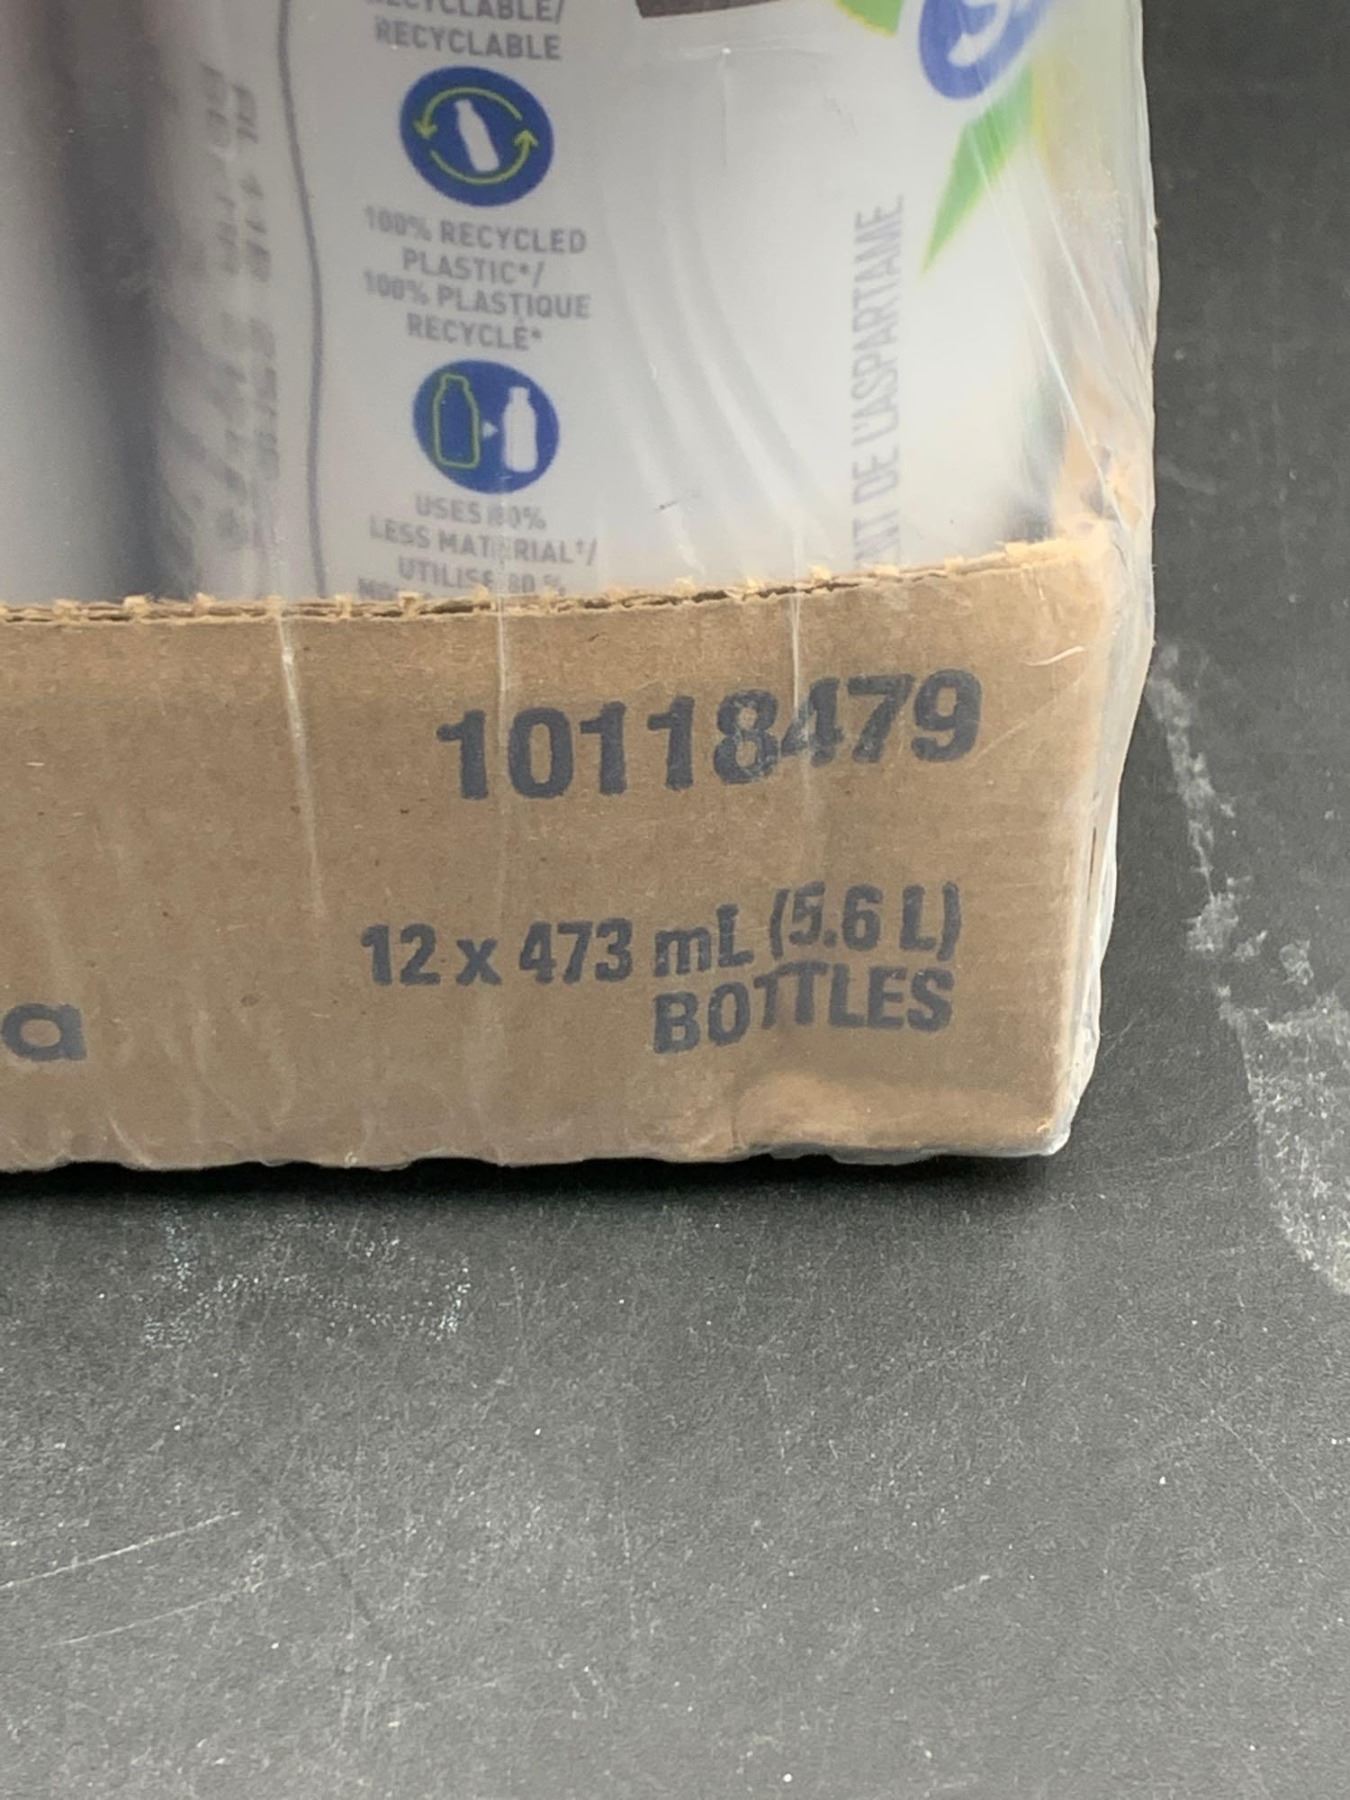 RECYCLABLE/
RECYCLABLE
100% RECYCLED
PLASTIC*/
100% PLASTIQUE
RECYCLÉ*
USES 80%
LESS MATERIAL‡/
UTILISE 80 %
DE L'ASPARTAME
10118479
12 x 473 mL (5.6 L)
BOTTLES
a